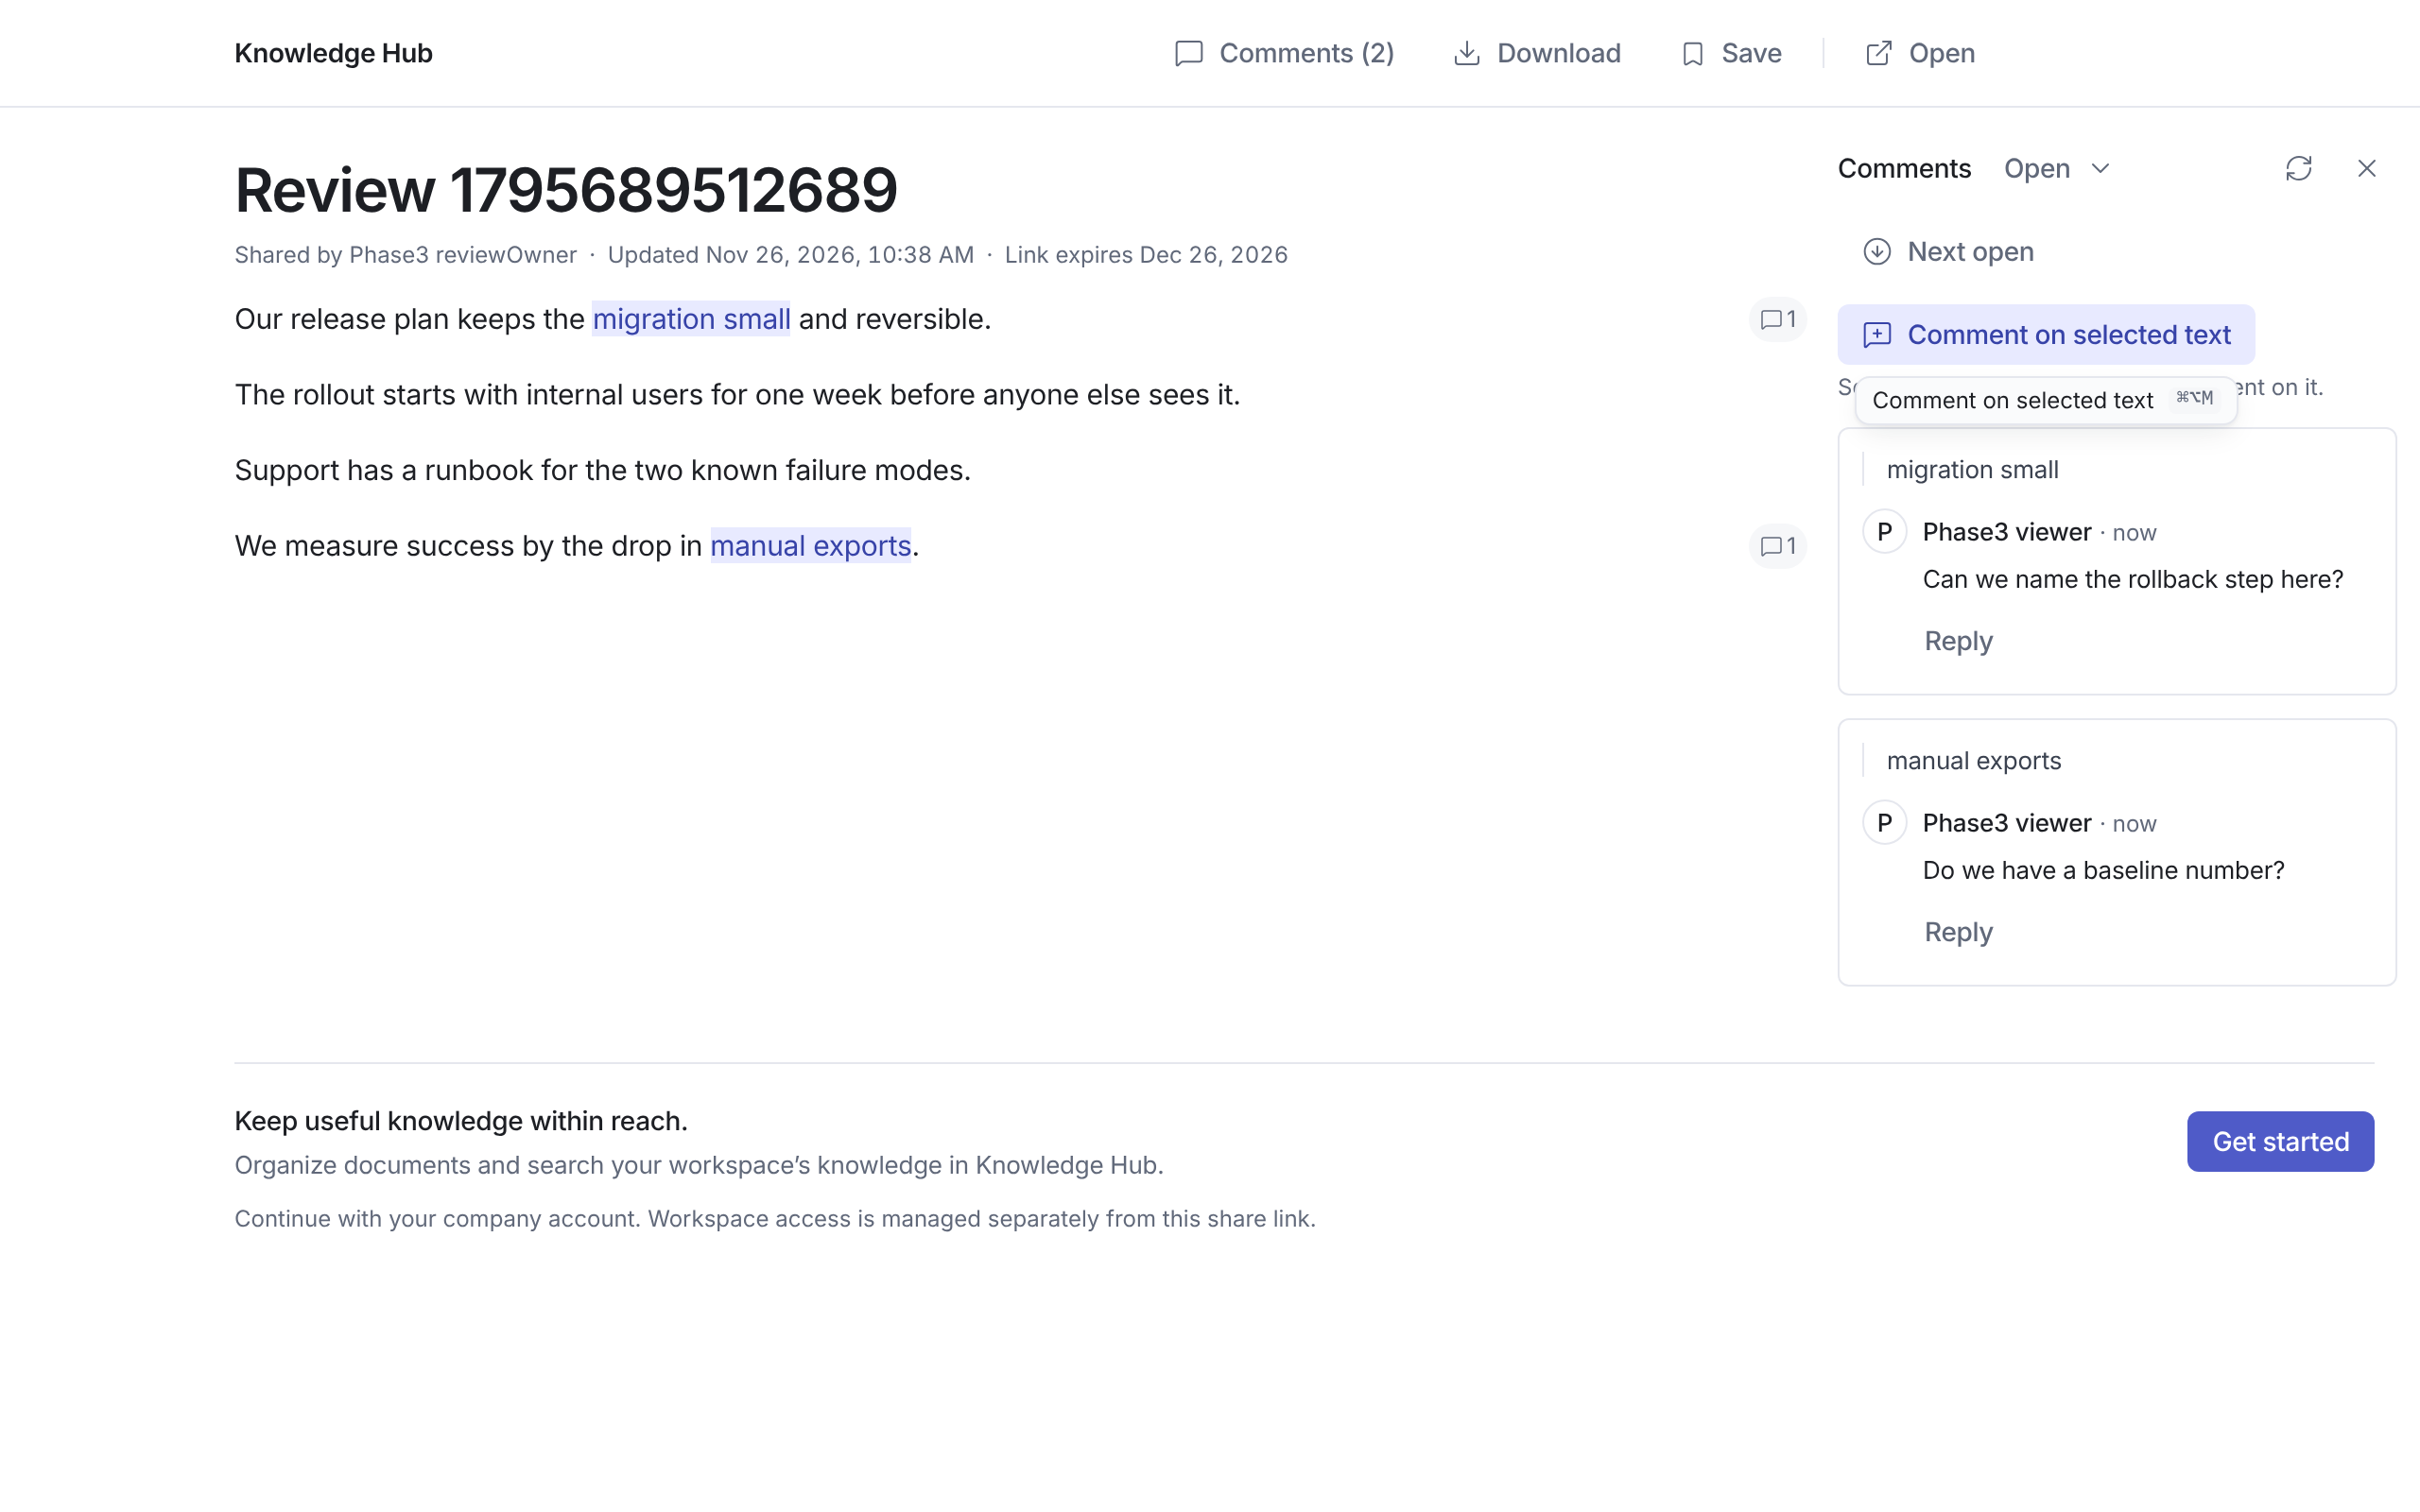 Knowledge Hub
Comments (2)
Download
Save
Open
Review 1795689512689
Shared by Phase3 reviewOwner · Updated Nov 26, 2026, 10:38 AM · Link expires Dec 26, 2026
Our release plan keeps the migration small and reversible.
1
The rollout starts with internal users for one week before anyone else sees it.
Support has a runbook for the two known failure modes.
We measure success by the drop in manual exports.
1
Comments Open
Next open
Comment on selected text
on it.
Comment on selected text ⌘⌥M
migration small
P Phase3 viewer · now
Can we name the rollback step here?
Reply
manual exports
P Phase3 viewer · now
Do we have a baseline number?
Reply
Keep useful knowledge within reach.
Organize documents and search your workspace’s knowledge in Knowledge Hub.
Continue with your company account. Workspace access is managed separately from this share link.
Get started